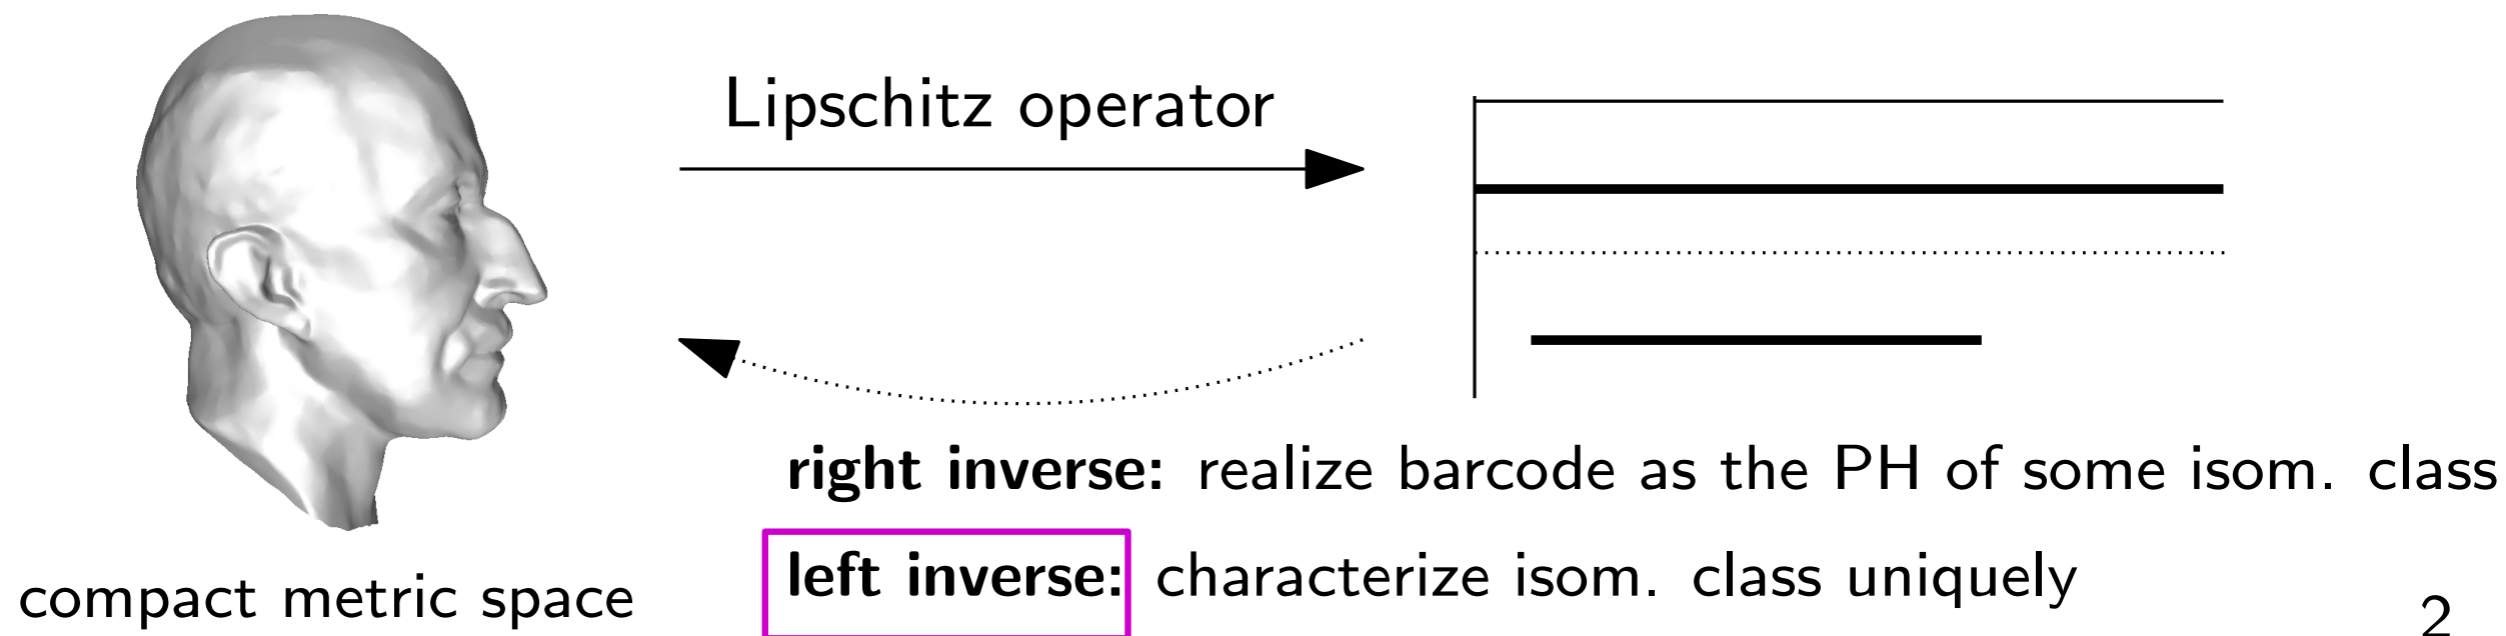 Lipschitz operator
right inverse: realize barcode as the PH of some isom. class
left inverse: characterize isom. class uniquely
compact metric space
2